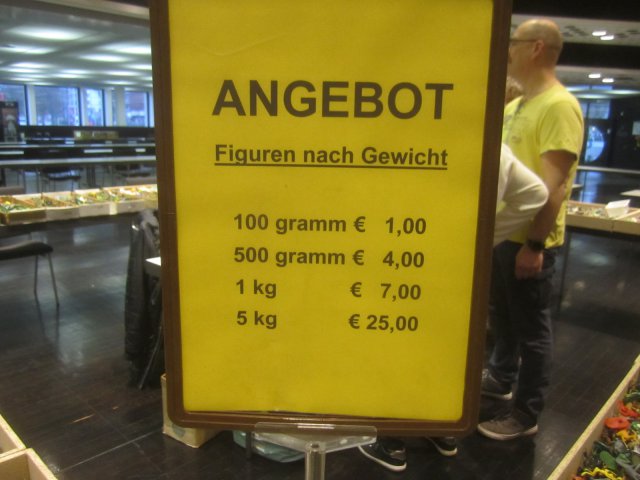 ANGEBOT
Figuren nach Gewicht
100 gramm € 1,00
500 gramm € 4,00
1 kg € 7,00
5 kg € 25,00